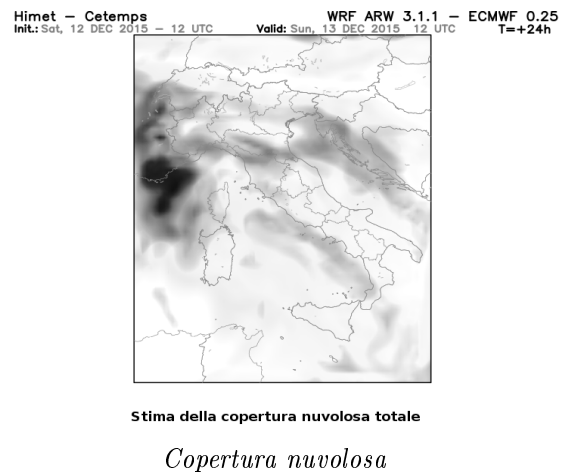 Himet – Cetemps WRF ARW 3.1.1 – ECMWF 0.25
Init.: Sat, 12 DEC 2015 – 12 UTC Valid: Sun, 13 DEC 2015 12 UTC T=+24h
Stima della copertura nuvolosa totale
Copertura nuvolosa